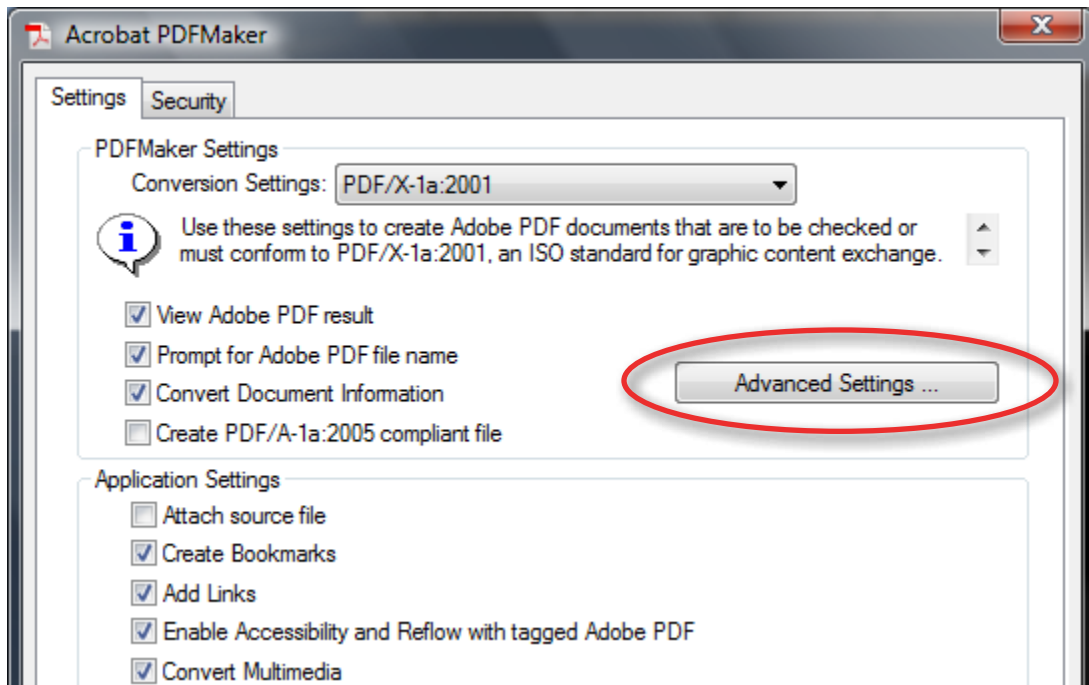 Acrobat PDFMaker
Settings
Security
PDFMaker Settings
Conversion Settings: PDF/X-1a:2001
Use these settings to create Adobe PDF documents that are to be checked or
must conform to PDF/X-1a:2001, an ISO standard for graphic content exchange.
View Adobe PDF result
Prompt for Adobe PDF file name
Convert Document Information
Advanced Settings ...
Create PDF/A-1a:2005 compliant file
Application Settings
Attach source file
Create Bookmarks
Add Links
Enable Accessibility and Reflow with tagged Adobe PDF
Convert Multimedia